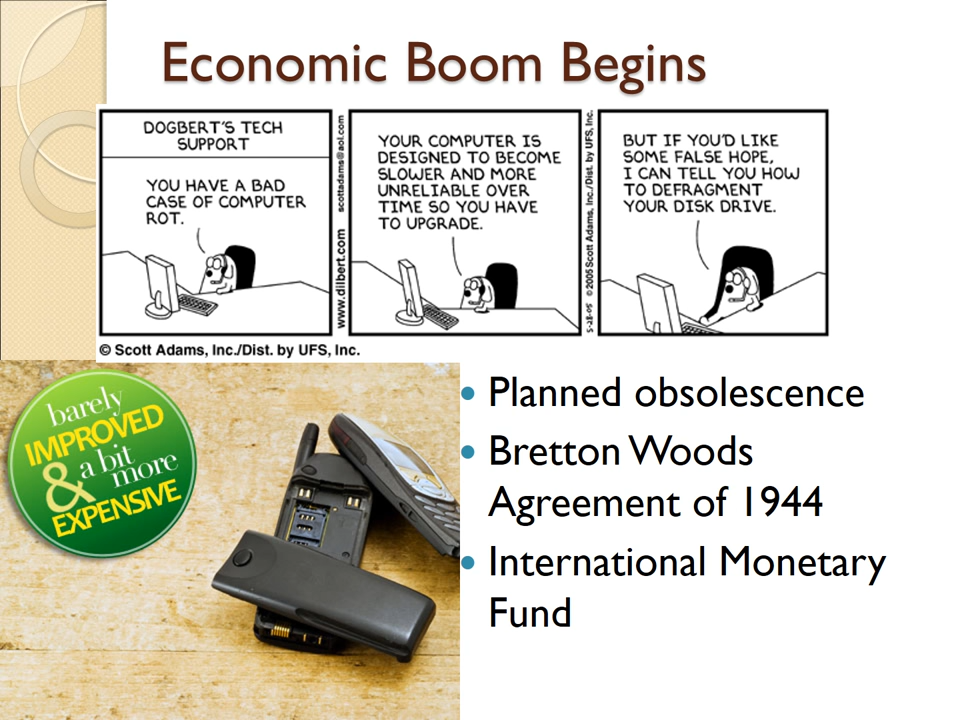 Economic Boom Begins
DOGBERT'S TECH
SUPPORT
YOU HAVE A BAD
CASE OF COMPUTER
ROT.
www.dilbert.com scottadams@aol.com
YOUR COMPUTER IS
DESIGNED TO BECOME
SLOWER AND MORE
UNRELIABLE OVER
TIME SO YOU HAVE
TO UPGRADE.
5-28-05 © 2005 Scott Adams, Inc./Dist. by UFS, Inc.
BUT IF YOU'D LIKE
SOME FALSE HOPE,
I CAN TELL YOU HOW
TO DEFRAGMENT
YOUR DISK DRIVE.
© Scott Adams, Inc./Dist. by UFS, Inc.
barely
IMPROVED
& a bit
more
EXPENSIVE
Planned obsolescence
Bretton Woods
Agreement of 1944
International Monetary
Fund